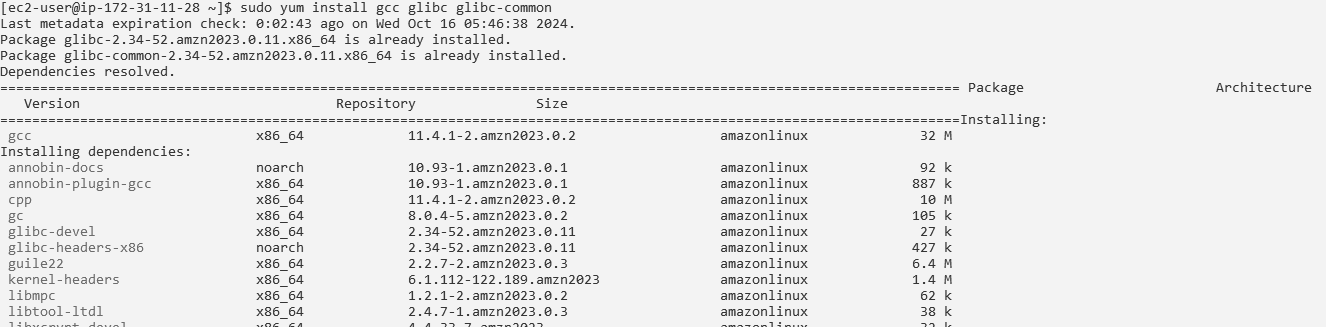 [ec2-user@ip-172-31-11-28 ~]$ sudo yum install gcc glibc glibc-common
Last metadata expiration check: 0:02:43 ago on Wed Oct 16 05:46:38 2024.
Package glibc-2.34-52.amzn2023.0.11.x86_64 is already installed.
Package glibc-common-2.34-52.amzn2023.0.11.x86_64 is already installed.
Dependencies resolved.
======================================================================================================================== Package Architecture
Version Repository Size
========================================================================================================================Installing:
gcc x86_64 11.4.1-2.amzn2023.0.2 amazonlinux 32 M
Installing dependencies:
annobin-docs noarch 10.93-1.amzn2023.0.1 amazonlinux 92 k
annobin-plugin-gcc x86_64 10.93-1.amzn2023.0.1 amazonlinux 887 k
cpp x86_64 11.4.1-2.amzn2023.0.2 amazonlinux 10 M
gc x86_64 8.0.4-5.amzn2023.0.2 amazonlinux 105 k
glibc-devel x86_64 2.34-52.amzn2023.0.11 amazonlinux 27 k
glibc-headers-x86 noarch 2.34-52.amzn2023.0.11 amazonlinux 427 k
guile22 x86_64 2.2.7-2.amzn2023.0.3 amazonlinux 6.4 M
kernel-headers x86_64 6.1.112-122.189.amzn2023 amazonlinux 1.4 M
libmpc x86_64 1.2.1-2.amzn2023.0.2 amazonlinux 62 k
libtool-ltdl x86_64 2.4.7-1.amzn2023.0.3 amazonlinux 38 k
libxcrypt-devel x86_64 4.4.33-7.amzn2023 amazonlinux 32 k